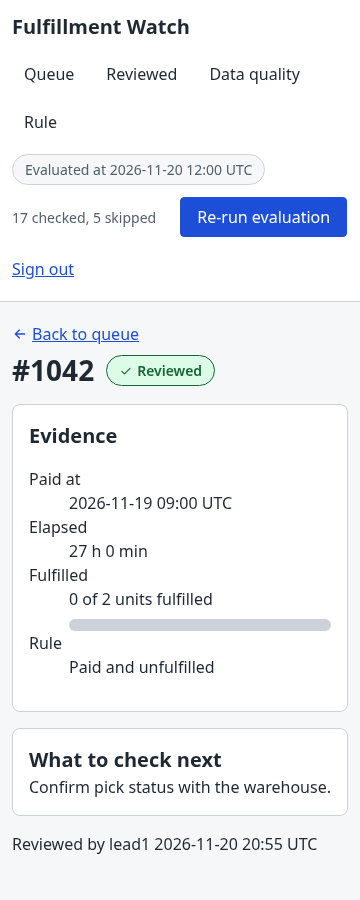 Fulfillment Watch
Queue Reviewed Data quality
Rule
Evaluated at 2026-11-20 12:00 UTC
17 checked, 5 skipped Re-run evaluation
Sign out
← Back to queue
#1042 ✓ Reviewed
Evidence
Paid at
2026-11-19 09:00 UTC
Elapsed
27 h 0 min
Fulfilled
0 of 2 units fulfilled
Rule
Paid and unfulfilled
What to check next
Confirm pick status with the warehouse.
Reviewed by lead1 2026-11-20 20:55 UTC